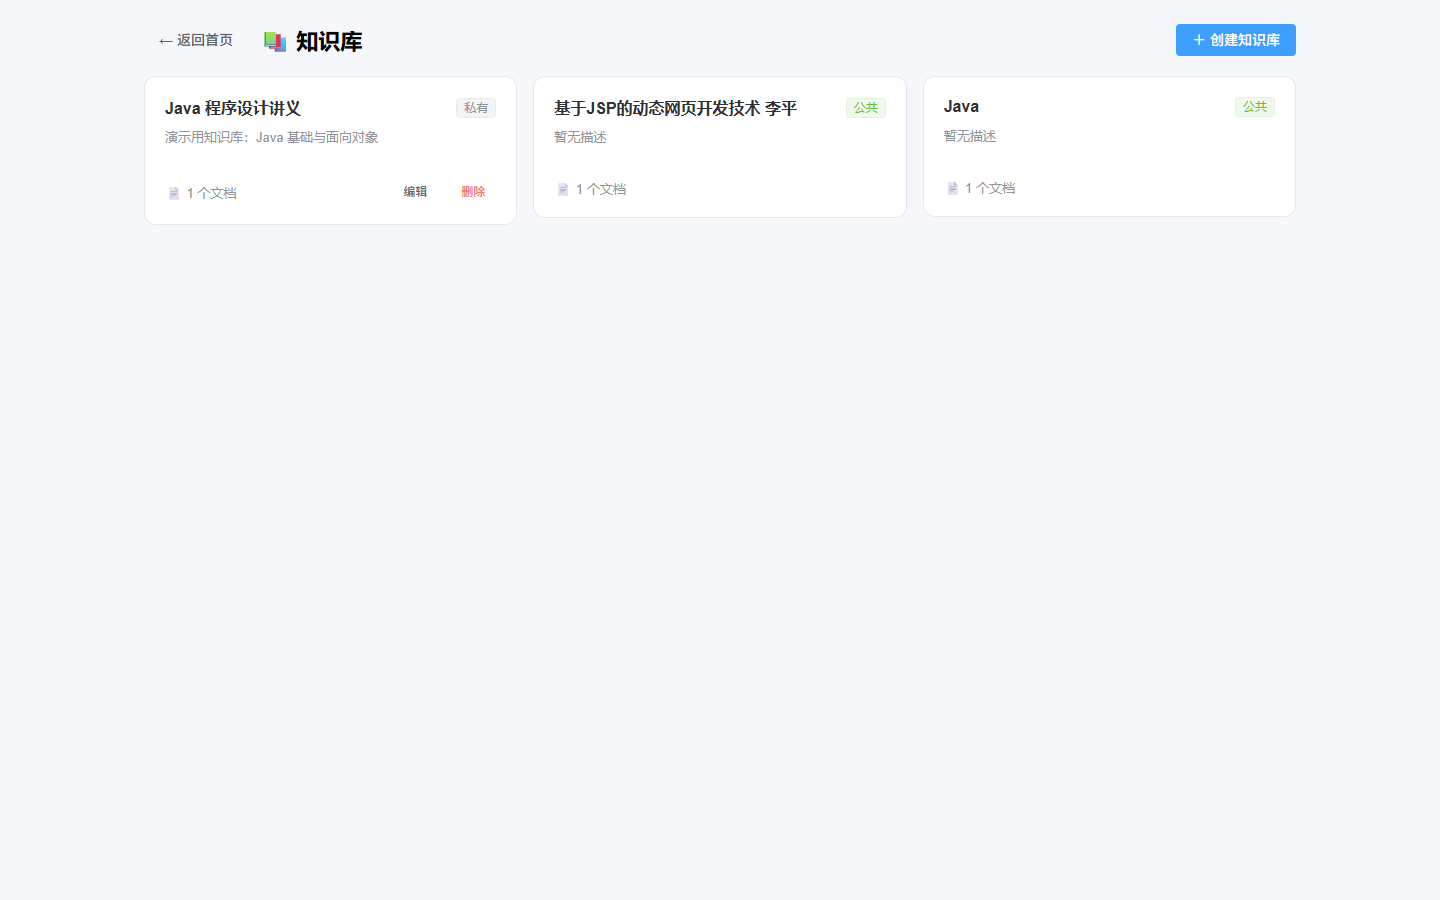 ← 返回首页
知识库
+ 创建知识库
Java 程序设计讲义
私有
演示用知识库：Java 基础与面向对象
1 个文档
编辑
删除
基于JSP的动态网页开发技术 李平
公共
暂无描述
1 个文档
Java
公共
暂无描述
1 个文档